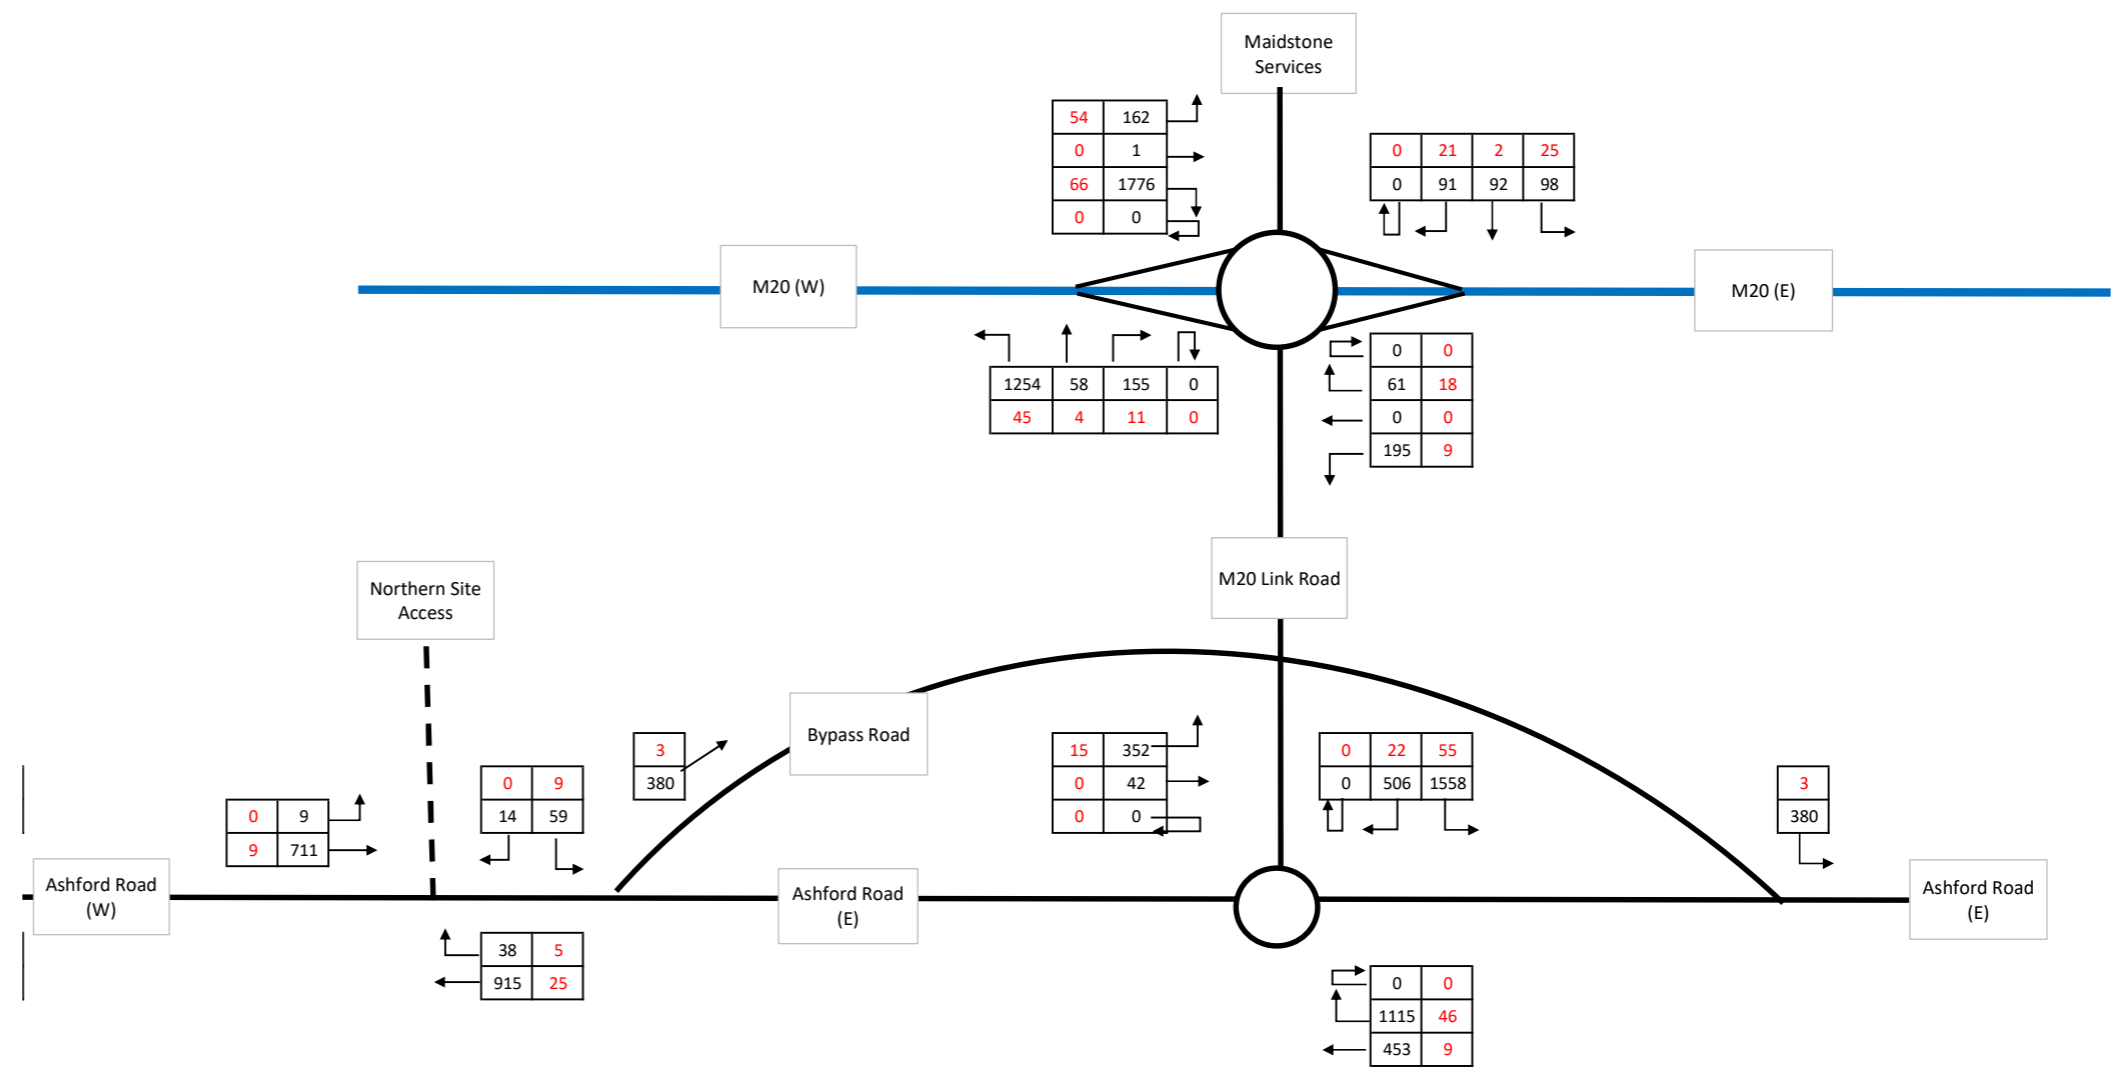 Maidstone
Services
54 162
0 1
66 1776
0 0
0 21 2 25
0 91 92 98
M20 (W)
M20 (E)
1254 58 155 0
45 4 11 0
0 0
61 18
0 0
195 9
M20 Link Road
Northern Site
Access
Bypass Road
3
380
15 352
0 42
0 0
0 22 55
0 506 1558
3
380
0 9
14 59
0 9
9 711
Ashford Road
(W)
Ashford Road
(E)
Ashford Road
(E)
38 5
915 25
0 0
1115 46
453 9